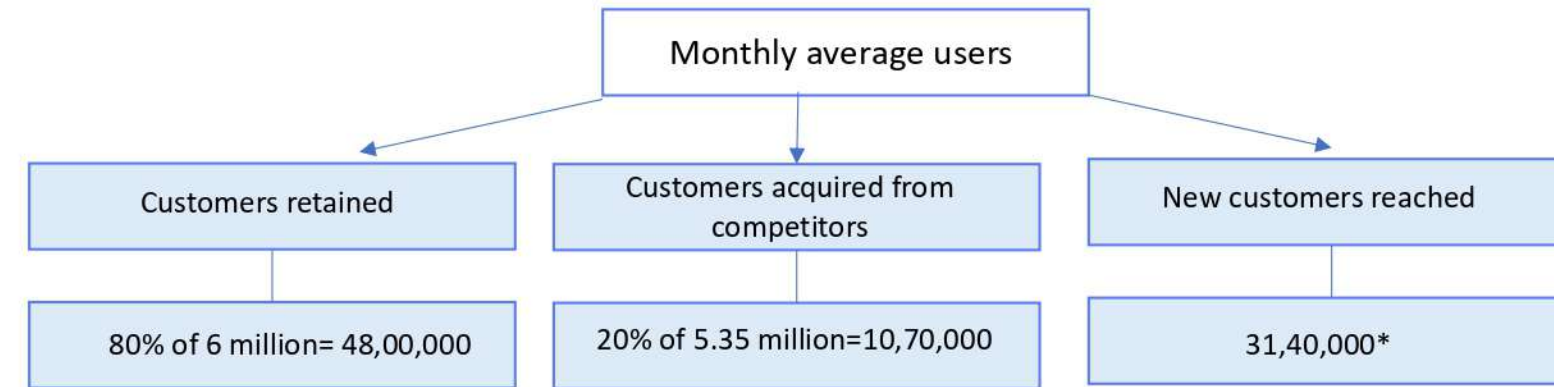 Monthly average users
Customers retained
Customers acquired from
competitors
New customers reached
80% of 6 million= 48,00,000
20% of 5.35 million=10,70,000
31,40,000*